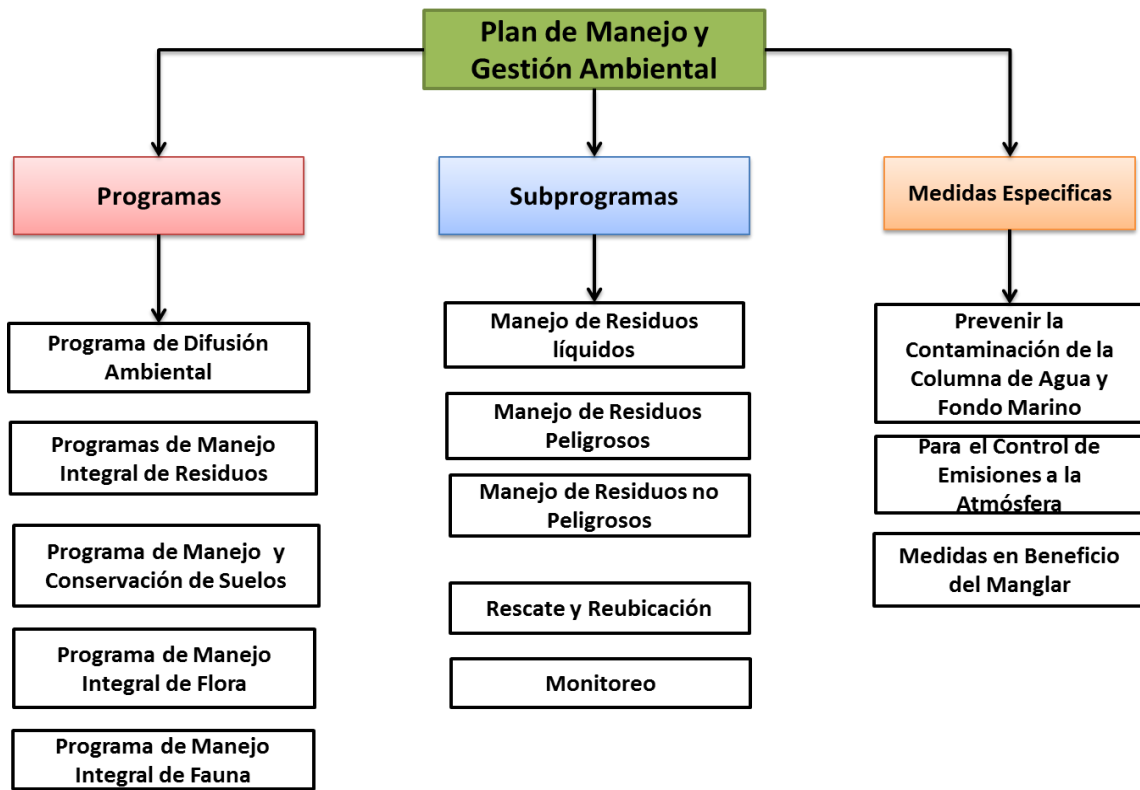 Plan de Manejo y
Gestión Ambiental
Programas
Subprogramas
Medidas Especificas
Programa de Difusión
Ambiental
Programas de Manejo
Integral de Residuos
Programa de Manejo y
Conservación de Suelos
Programa de Manejo
Integral de Flora
Programa de Manejo
Integral de Fauna
Manejo de Residuos
líquidos
Manejo de Residuos
Peligrosos
Manejo de Residuos no
Peligrosos
Rescate y Reubicación
Monitoreo
Prevenir la
Contaminación de la
Columna de Agua y
Fondo Marino
Para el Control de
Emisiones a la
Atmósfera
Medidas en Beneficio
del Manglar